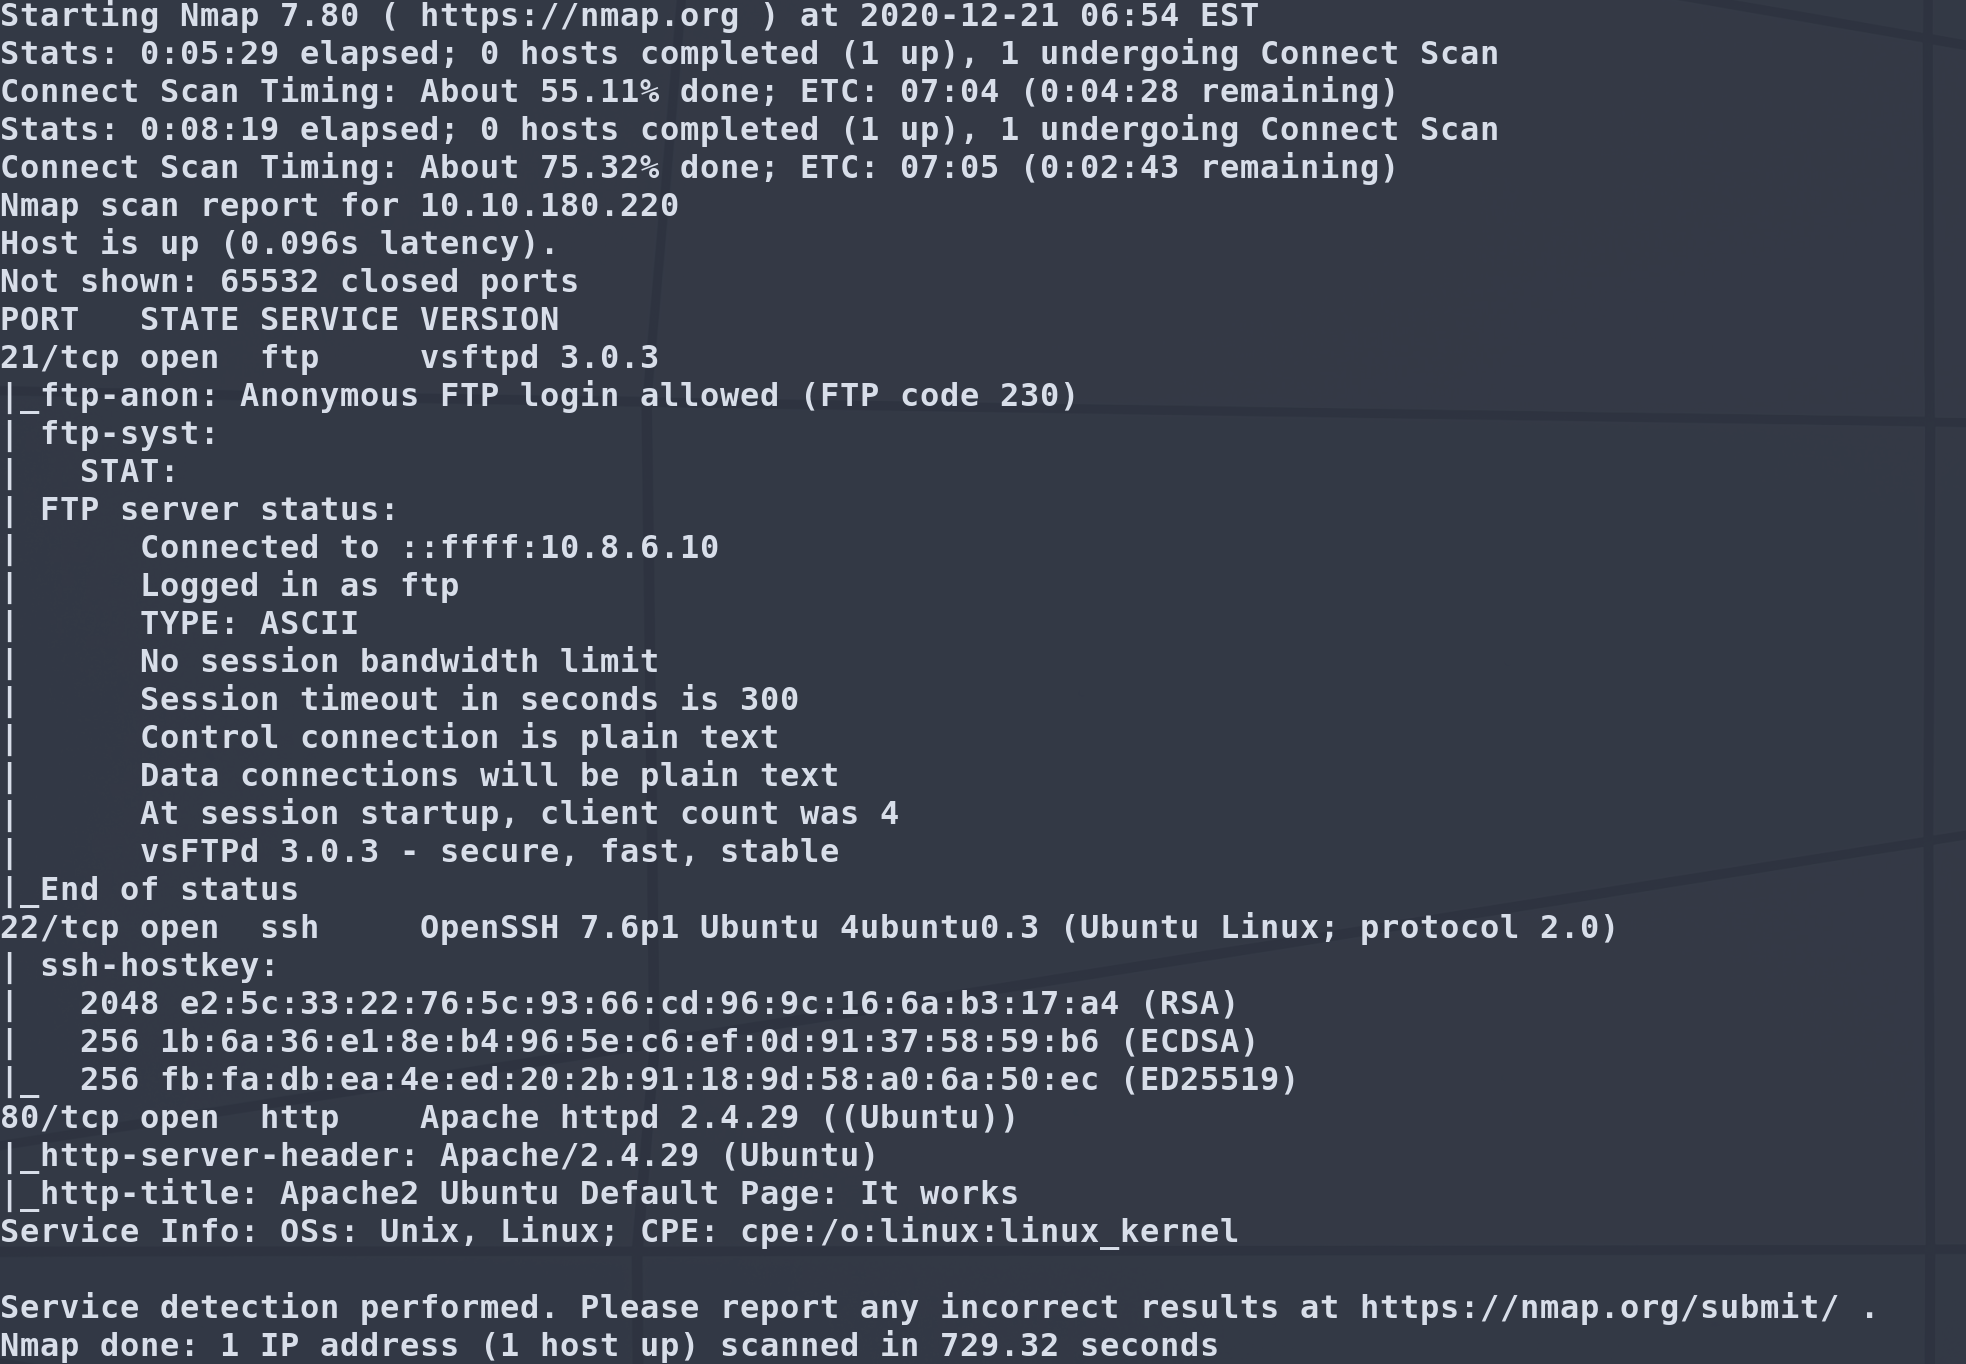 Starting Nmap 7.80 ( https://nmap.org ) at 2020-12-21 06:54 EST
Stats: 0:05:29 elapsed; 0 hosts completed (1 up), 1 undergoing Connect Scan
Connect Scan Timing: About 55.11% done; ETC: 07:04 (0:04:28 remaining)
Stats: 0:08:19 elapsed; 0 hosts completed (1 up), 1 undergoing Connect Scan
Connect Scan Timing: About 75.32% done; ETC: 07:05 (0:02:43 remaining)
Nmap scan report for 10.10.180.220
Host is up (0.096s latency).
Not shown: 65532 closed ports
PORT   STATE SERVICE VERSION
21/tcp open  ftp     vsftpd 3.0.3
|_ftp-anon: Anonymous FTP login allowed (FTP code 230)
| ftp-syst:
|   STAT:
| FTP server status:
|      Connected to ::ffff:10.8.6.10
|      Logged in as ftp
|      TYPE: ASCII
|      No session bandwidth limit
|      Session timeout in seconds is 300
|      Control connection is plain text
|      Data connections will be plain text
|      At session startup, client count was 4
|      vsFTPd 3.0.3 - secure, fast, stable
|_End of status
22/tcp open  ssh     OpenSSH 7.6p1 Ubuntu 4ubuntu0.3 (Ubuntu Linux; protocol 2.0)
| ssh-hostkey:
|   2048 e2:5c:33:22:76:5c:93:66:cd:96:9c:16:6a:b3:17:a4 (RSA)
|   256 1b:6a:36:e1:8e:b4:96:5e:c6:ef:0d:91:37:58:59:b6 (ECDSA)
|_  256 fb:fa:db:ea:4e:ed:20:2b:91:18:9d:58:a0:6a:50:ec (ED25519)
80/tcp open  http    Apache httpd 2.4.29 ((Ubuntu))
|_http-server-header: Apache/2.4.29 (Ubuntu)
|_http-title: Apache2 Ubuntu Default Page: It works
Service Info: OSs: Unix, Linux; CPE: cpe:/o:linux:linux_kernel

Service detection performed. Please report any incorrect results at https://nmap.org/submit/ .
Nmap done: 1 IP address (1 host up) scanned in 729.32 seconds